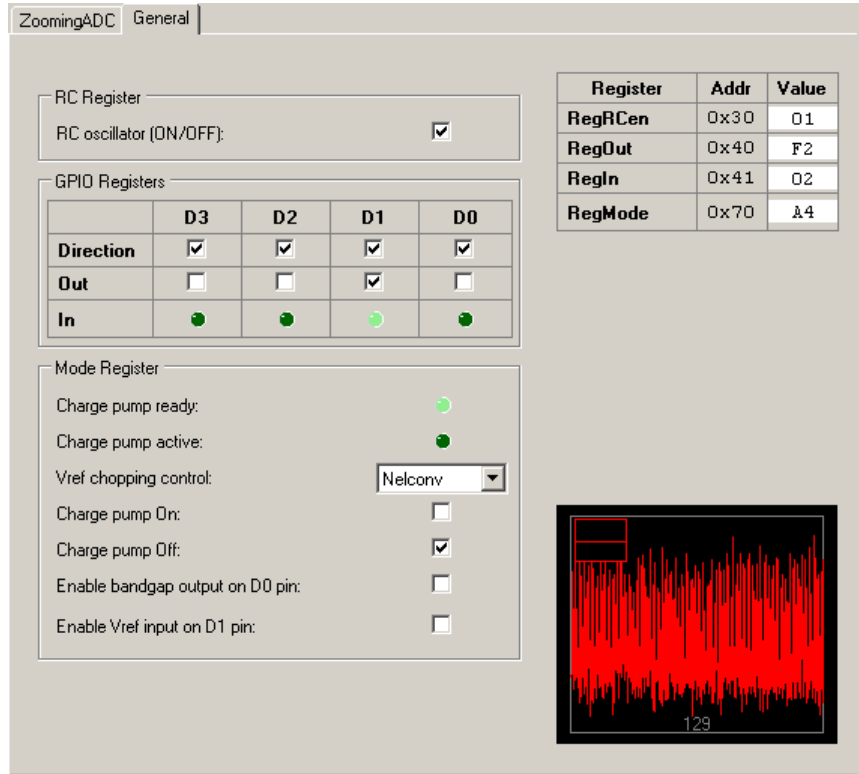 ZoomingADC General
RC Register
RC oscillator (ON/OFF):
GPIO Registers
D3 D2 D1 D0
Direction
Out
In
Mode Register
Charge pump ready:
Charge pump active:
Vref chopping control: Nelconv
Charge pump On:
Charge pump Off:
Enable bandgap output on D0 pin:
Enable Vref input on D1 pin:
Register Addr Value
RegRCen 0x30 01
RegOut 0x40 F2
RegIn 0x41 02
RegMode 0x70 A4
129